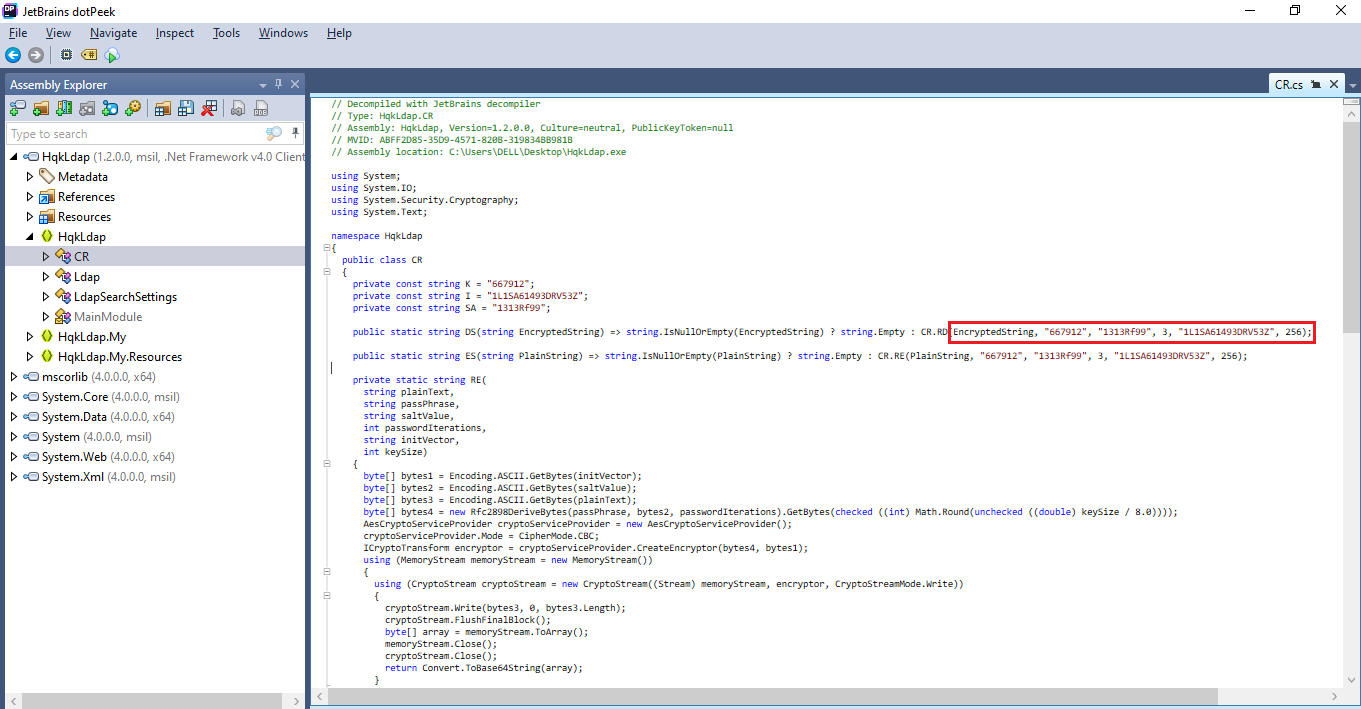 JetBrains dotPeek
File View Navigate Inspect Tools Windows Help
Assembly Explorer
Type to search
HqkLdap (1.2.0.0, msil, .Net Framework v4.0 Client
Metadata
References
Resources
HqkLdap
CR
Ldap
LdapSearchSettings
MainModule
HqkLdap.My
HqkLdap.My.Resources
mscorlib (4.0.0.0, x64)
System.Core (4.0.0.0, msil)
System.Data (4.0.0.0, x64)
System (4.0.0.0, msil)
System.Web (4.0.0.0, x64)
System.Xml (4.0.0.0, msil)
CR.cs
// Decompiled with JetBrains decompiler
// Type: HqkLdap.CR
// Assembly: HqkLdap, Version=1.2.0.0, Culture=neutral, PublicKeyToken=null
// MVID: ABFF2D85-35D9-4571-820B-319834BB981B
// Assembly location: C:\Users\DELL\Desktop\HqkLdap.exe
using System;
using System.IO;
using System.Security.Cryptography;
using System.Text;
namespace HqkLdap
{
public class CR
{
private const string K = "667912";
private const string I = "1L1SA61493DRV53Z";
private const string SA = "1313Rf99";
public static string DS(string EncryptedString) => string.IsNullOrEmpty(EncryptedString) ? string.Empty : CR.RD(EncryptedString, "667912", "1313Rf99", 3, "1L1SA61493DRV53Z", 256);
public static string ES(string PlainString) => string.IsNullOrEmpty(PlainString) ? string.Empty : CR.RE(PlainString, "667912", "1313Rf99", 3, "1L1SA61493DRV53Z", 256);
private static string RE(
string plainText,
string passPhrase,
string saltValue,
int passwordIterations,
string initVector,
int keySize)
{
byte[] bytes1 = Encoding.ASCII.GetBytes(initVector);
byte[] bytes2 = Encoding.ASCII.GetBytes(saltValue);
byte[] bytes3 = Encoding.ASCII.GetBytes(plainText);
byte[] bytes4 = new Rfc2898DeriveBytes(passPhrase, bytes2, passwordIterations).GetBytes(checked ((int) Math.Round(unchecked ((double) keySize / 8.0))));
AesCryptoServiceProvider cryptoServiceProvider = new AesCryptoServiceProvider();
cryptoServiceProvider.Mode = CipherMode.CBC;
ICryptoTransform encryptor = cryptoServiceProvider.CreateEncryptor(bytes4, bytes1);
using (MemoryStream memoryStream = new MemoryStream())
{
using (CryptoStream cryptoStream = new CryptoStream((Stream) memoryStream, encryptor, CryptoStreamMode.Write))
{
cryptoStream.Write(bytes3, 0, bytes3.Length);
cryptoStream.FlushFinalBlock();
byte[] array = memoryStream.ToArray();
memoryStream.Close();
cryptoStream.Close();
return Convert.ToBase64String(array);
}